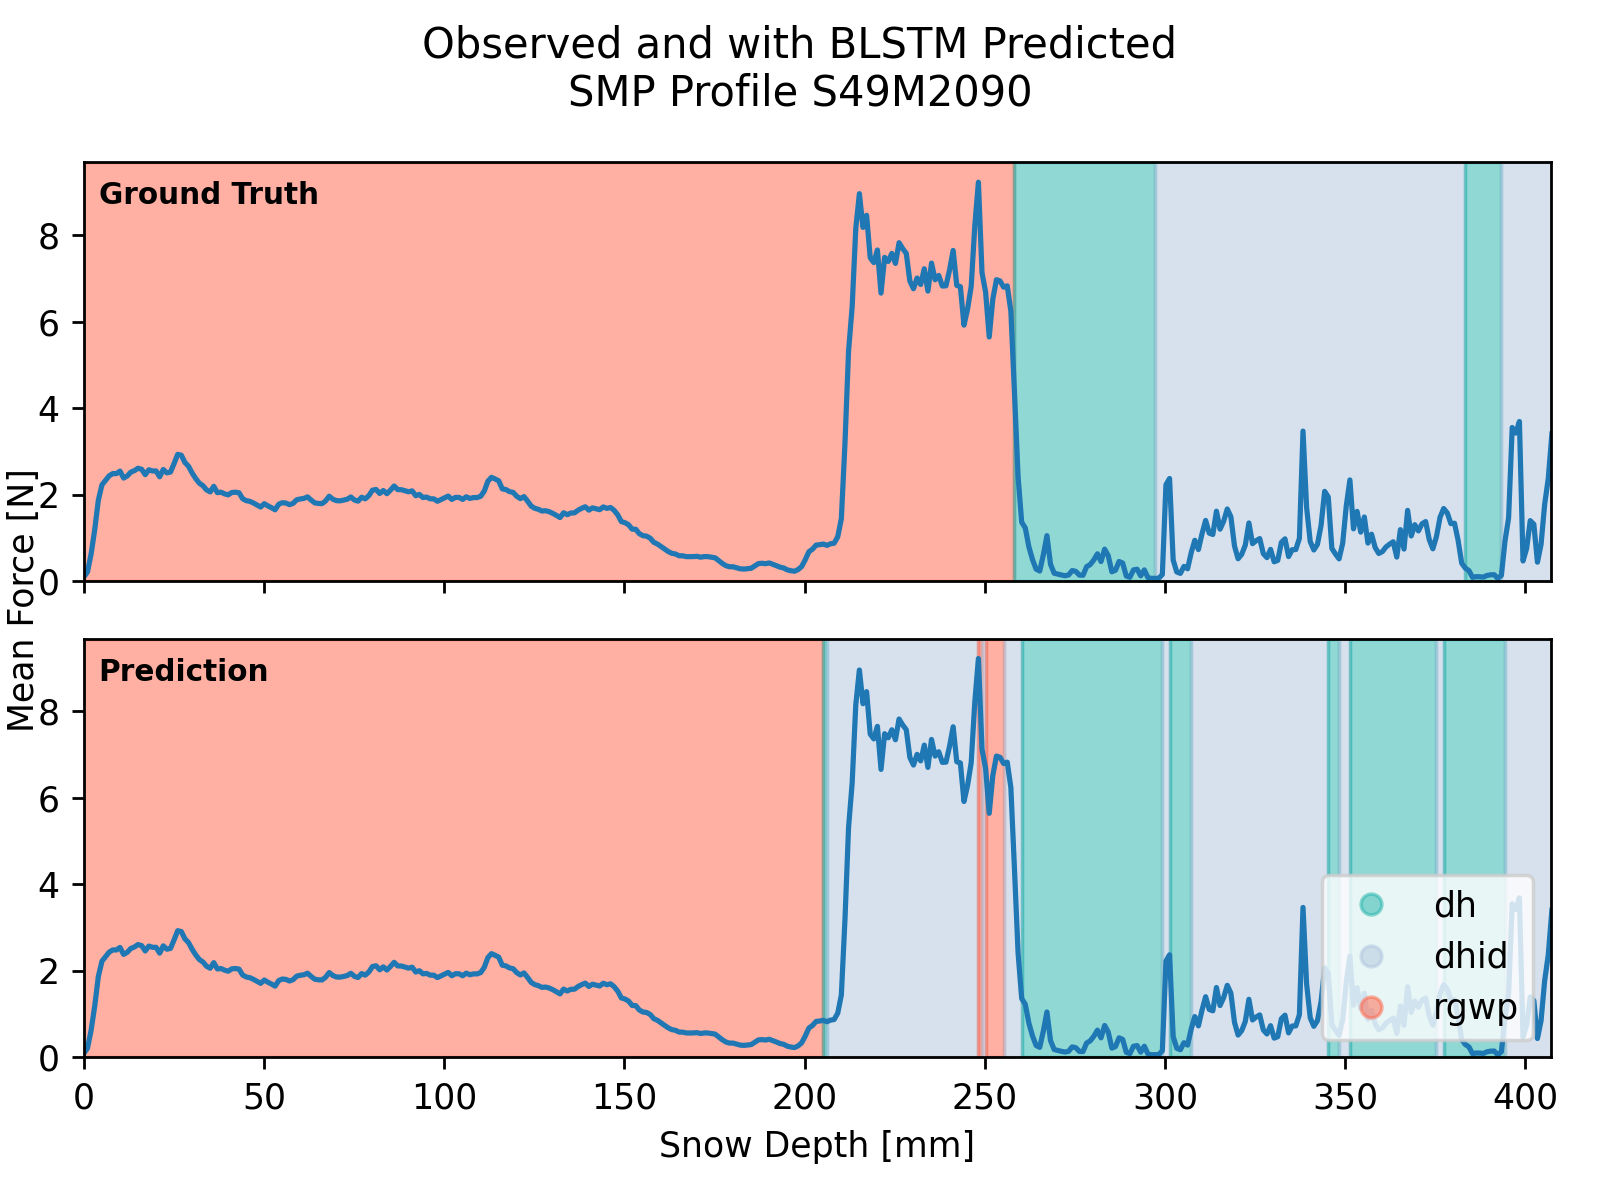 Observed and with BLSTM Predicted
SMP Profile S49M2090
Ground Truth
8
6
4
2
0
Mean Force [N]
Prediction
8
6
4
2
0
dh
dhid
rgwp
0 50 100 150 200 250 300 350 400
Snow Depth [mm]